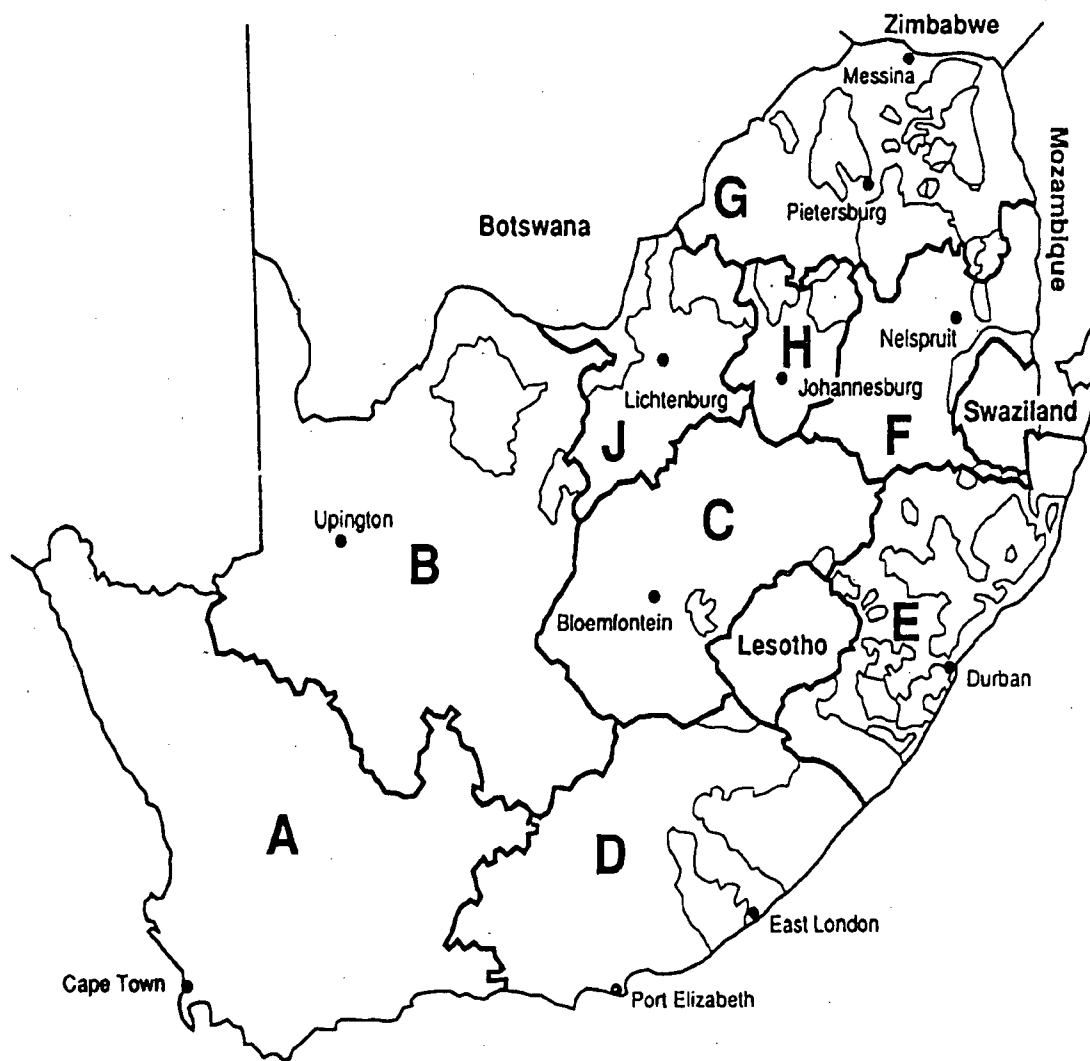 Zimbabwe
Messina
Mozambique
G
Pietersburg
Botswana
Nelspruit
H
Johannesburg
Lichtenburg
Swaziland
J
F
C
Upington
B
Bloemfontein
E
Lesotho
Durban
A
D
East London
Cape Town
Port Elizabeth